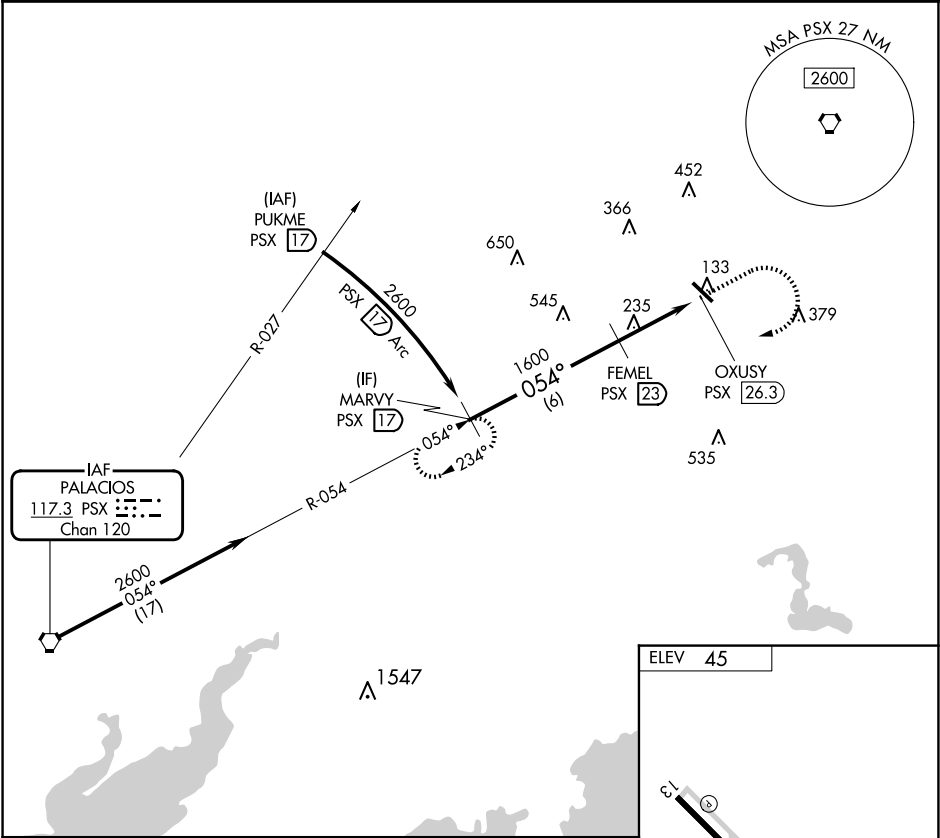 MSA PSX 27 NM
2600
(IAF)
PUKME
PSX 17
R-027
2600
PSX 17 Arc
650
366
452
545
235
133
379
(IF)
MARVY
PSX 17
1600
054°
(6)
FEMEL
PSX 23
OXUSY
PSX 26.3
535
054°
234°
R-054
IAF
PALACIOS
117.3 PSX
Chan 120
2600
054°
(17)
1547
ELEV 45
13
P